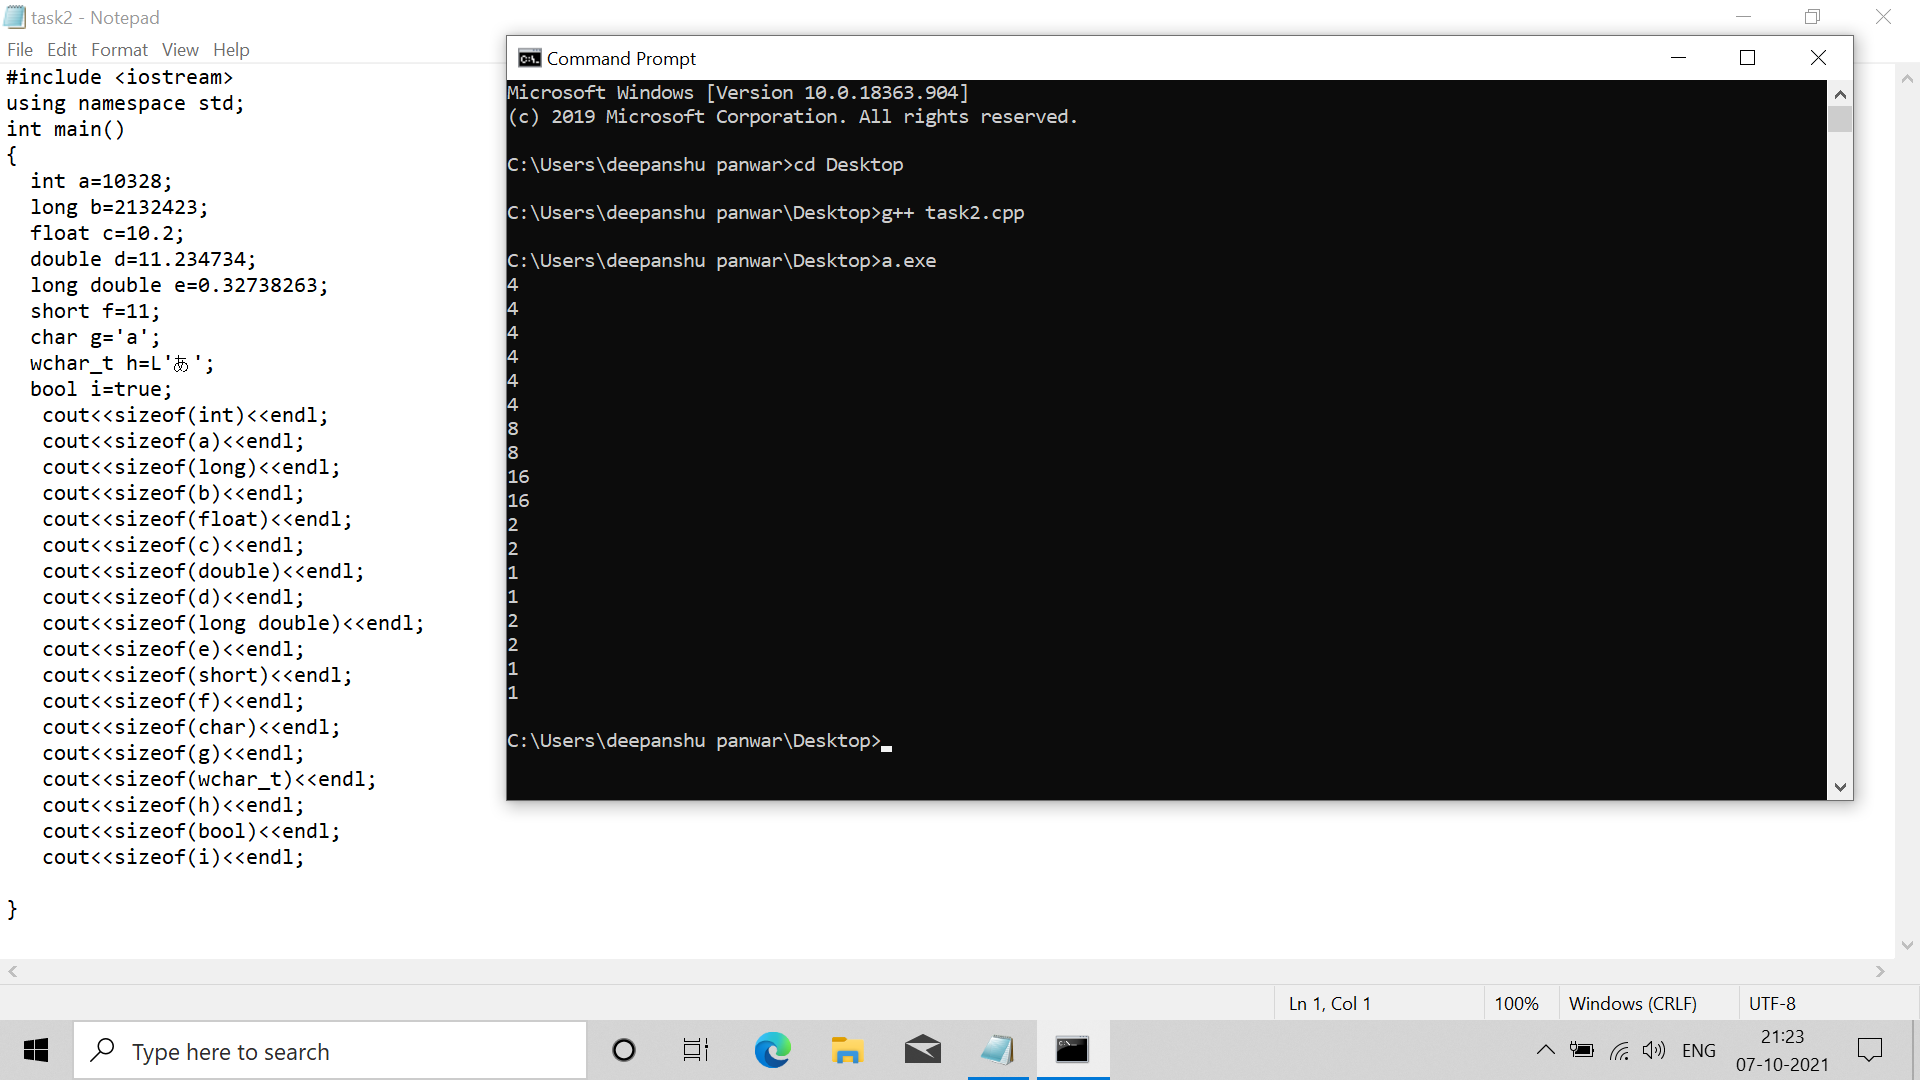 task2 - Notepad
File Edit Format View Help
#include <iostream>
using namespace std;
int main()
{
  int a=10328;
  long b=2132423;
  float c=10.2;
  double d=11.234734;
  long double e=0.32738263;
  short f=11;
  char g='a';
  wchar_t h=L'あ';
  bool i=true;
   cout<<sizeof(int)<<endl;
   cout<<sizeof(a)<<endl;
   cout<<sizeof(long)<<endl;
   cout<<sizeof(b)<<endl;
   cout<<sizeof(float)<<endl;
   cout<<sizeof(c)<<endl;
   cout<<sizeof(double)<<endl;
   cout<<sizeof(d)<<endl;
   cout<<sizeof(long double)<<endl;
   cout<<sizeof(e)<<endl;
   cout<<sizeof(short)<<endl;
   cout<<sizeof(f)<<endl;
   cout<<sizeof(char)<<endl;
   cout<<sizeof(g)<<endl;
   cout<<sizeof(wchar_t)<<endl;
   cout<<sizeof(h)<<endl;
   cout<<sizeof(bool)<<endl;
   cout<<sizeof(i)<<endl;
}
Command Prompt
Microsoft Windows [Version 10.0.18363.904]
(c) 2019 Microsoft Corporation. All rights reserved.
C:\Users\deepanshu panwar>cd Desktop
C:\Users\deepanshu panwar\Desktop>g++ task2.cpp
C:\Users\deepanshu panwar\Desktop>a.exe
4
4
4
4
4
4
8
8
16
16
2
2
1
1
2
2
1
1
C:\Users\deepanshu panwar\Desktop>
Ln 1, Col 1
100%
Windows (CRLF)
UTF-8
Type here to search
ENG
21:23
07-10-2021